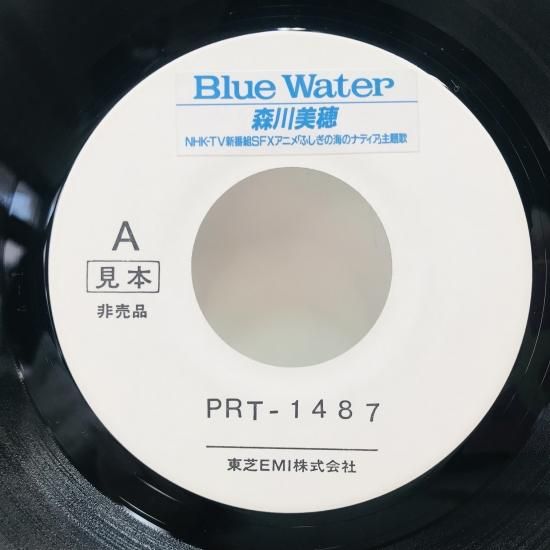 Blue Water
森川美穂
NHK-TV新番組SFXアニメ「ふしぎの海のナディア」主題歌
A
見本
非売品
PRT-1487
東芝EMI株式会社